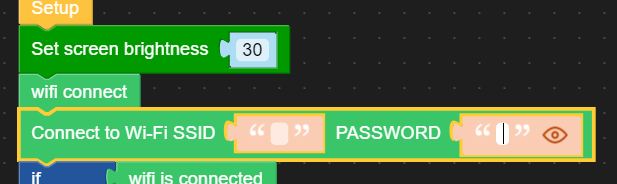 Setup
Set screen brightness 30
wifi connect
Connect to Wi-Fi SSID “ ” PASSWORD “ ”
if wifi is connected